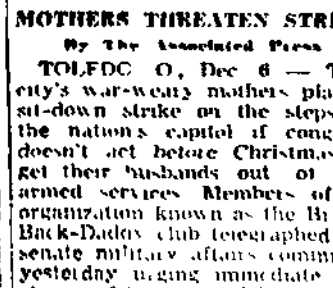 MOTHERS THREATEN STRI
By The Associated Press
TOLEDO O, Dec 6 — T
city's war-weary mothers pla
sit-down strike on the steps
the nation's capitol if cong
doesn't act before Christmas
get their husbands out of
armed services Members of
organization known as the Bri
Back-Dadds club telegraphed
senate military affairs commi
yesterday urging immediate